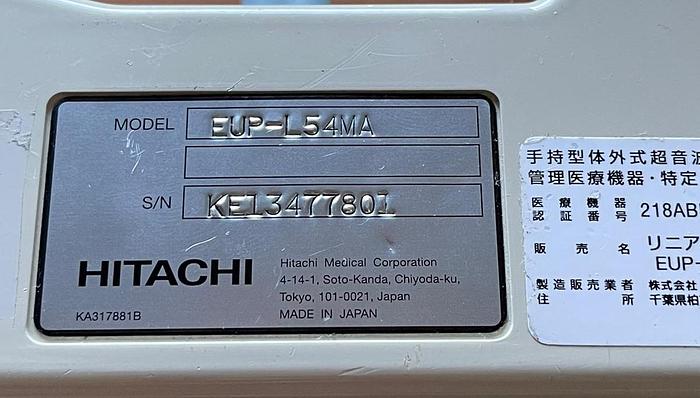 MODEL EUP-L54MA
S/N KE13477801
HITACHI
Hitachi Medical Corporation
4-14-1, Soto-Kanda, Chiyoda-ku,
Tokyo, 101-0021, Japan
MADE IN JAPAN
KA317881B
手持型体外式超音波
管理医療機器・特定
医療機器
認証番号 218AB
販売名 リニア
EUP-
製造販売業者 株式会社
住所 千葉県柏